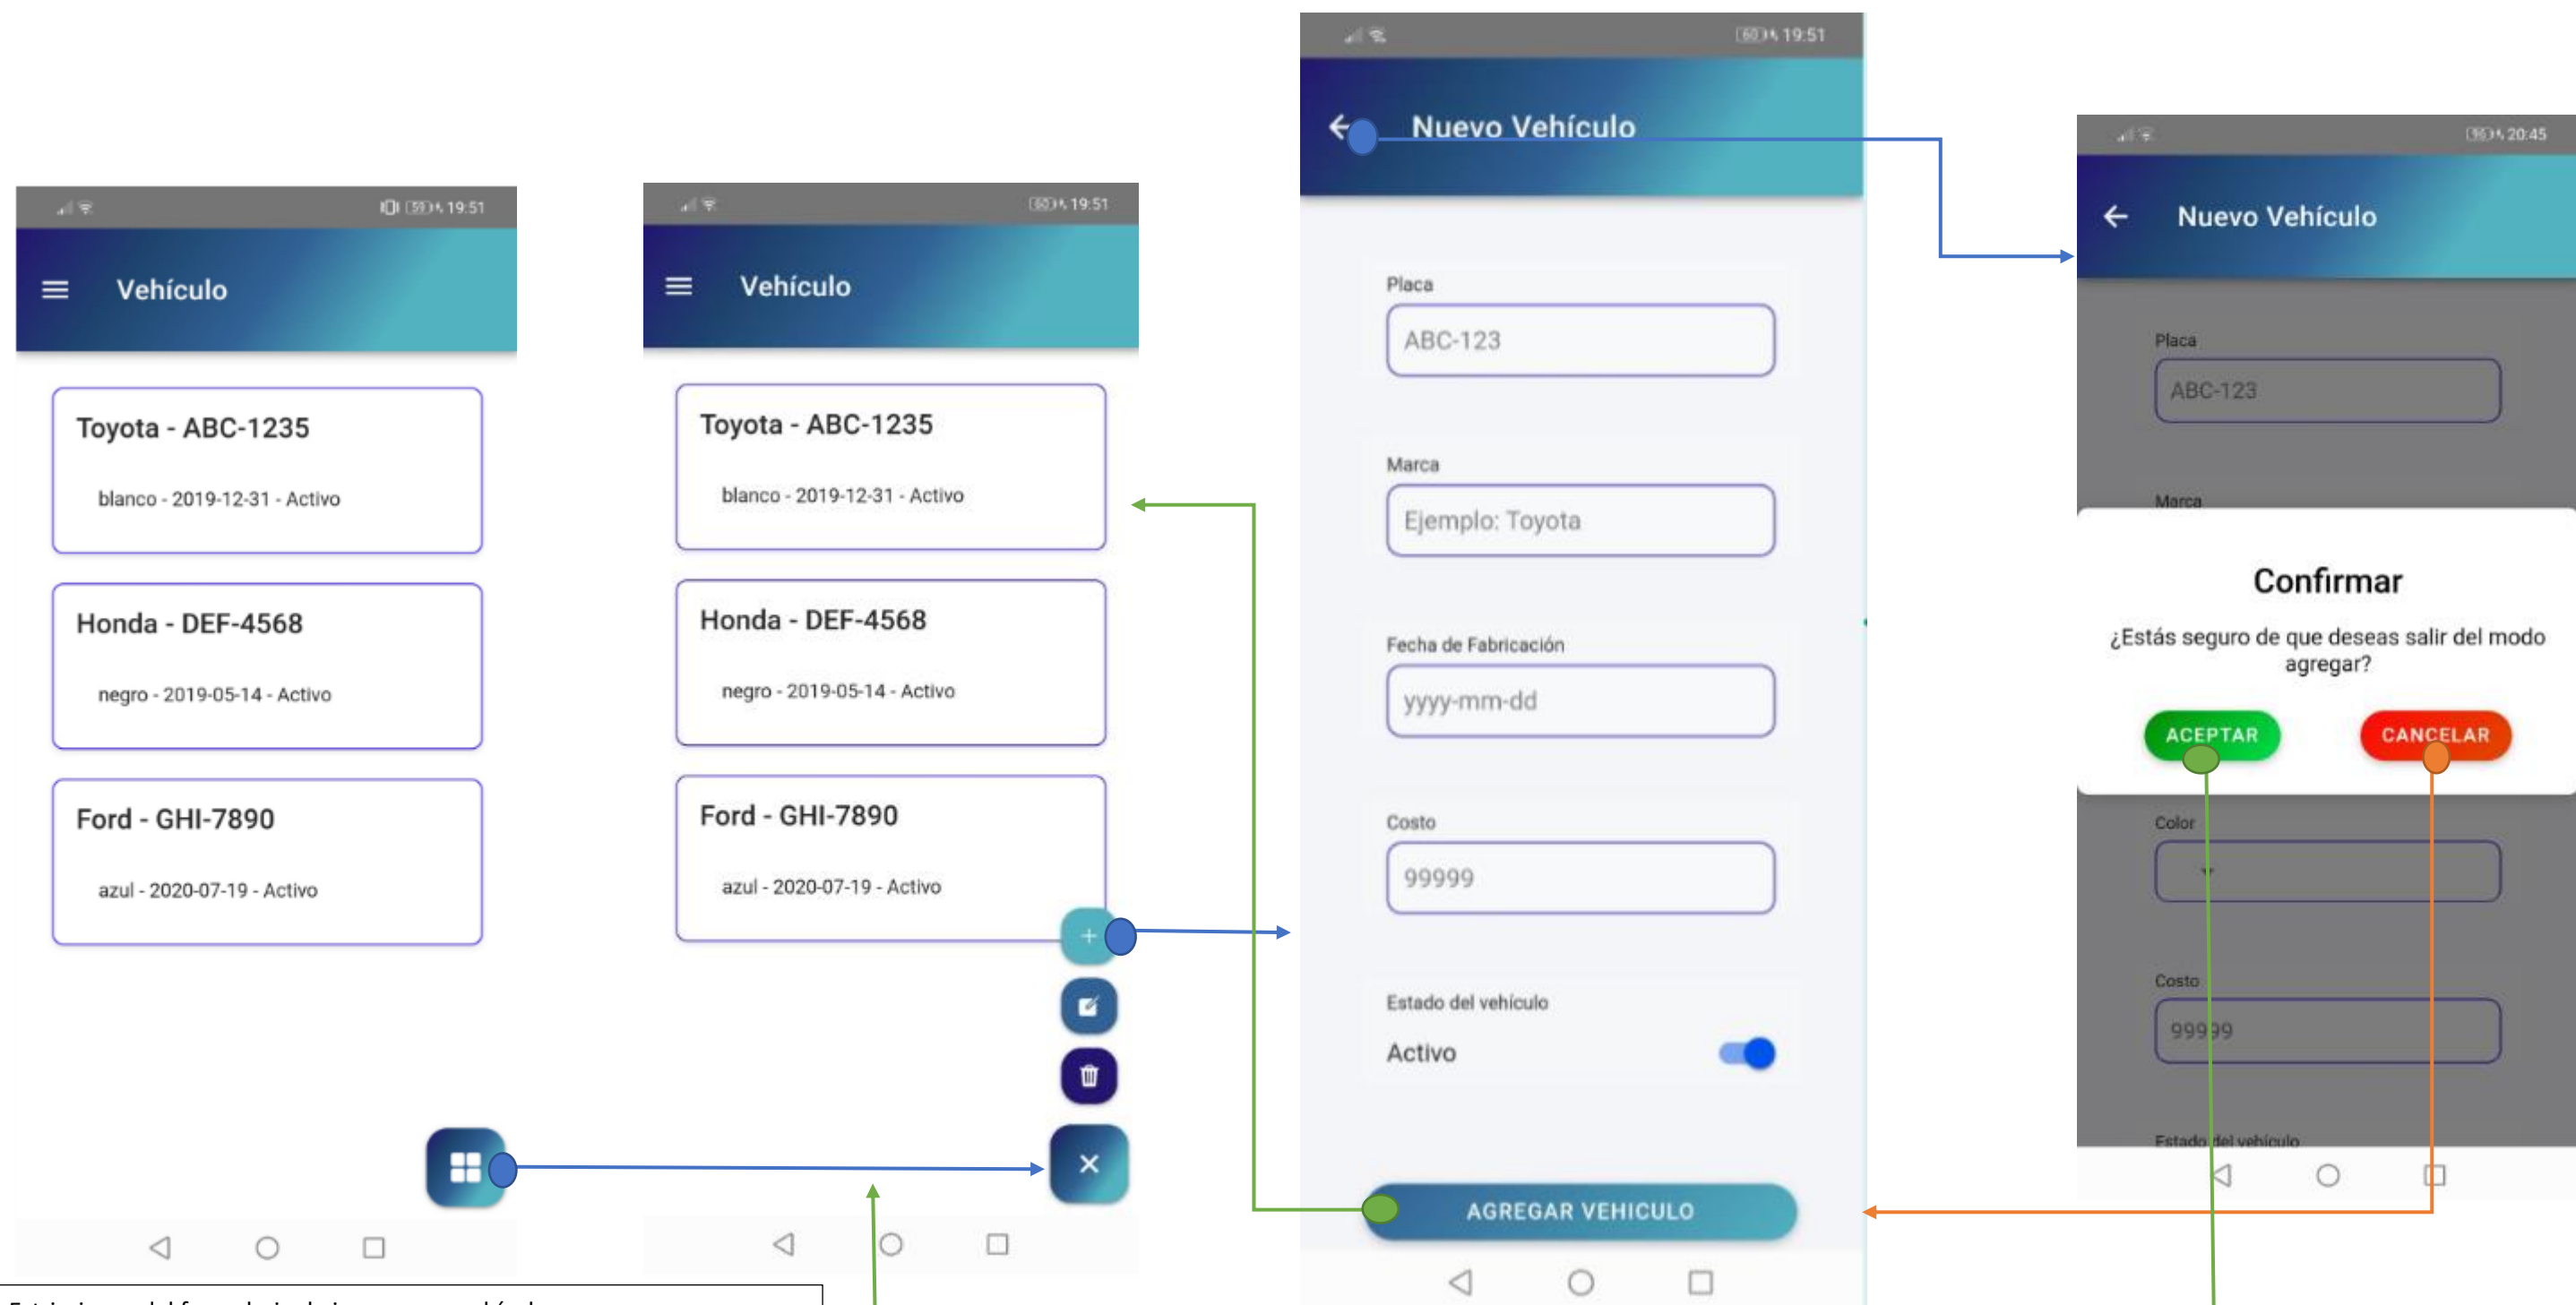 19:51
Vehículo
Toyota - ABC-1235
blanco - 2019-12-31 - Activo
Honda - DEF-4568
negro - 2019-05-14 - Activo
Ford - GHI-7890
azul - 2020-07-19 - Activo
19:51
Vehículo
Toyota - ABC-1235
blanco - 2019-12-31 - Activo
Honda - DEF-4568
negro - 2019-05-14 - Activo
Ford - GHI-7890
azul - 2020-07-19 - Activo
60 19:51
Nuevo Vehículo
Placa
ABC-123
Marca
Ejemplo: Toyota
Fecha de Fabricación
yyyy-mm-dd
Costo
99999
Estado del vehículo
Activo
AGREGAR VEHICULO
20:45
Nuevo Vehículo
Placa
ABC-123
Marca
Confirmar
¿Estás seguro de que deseas salir del modo
agregar?
ACEPTAR
CANCELAR
Color
Costo
99999
Estado del vehículo